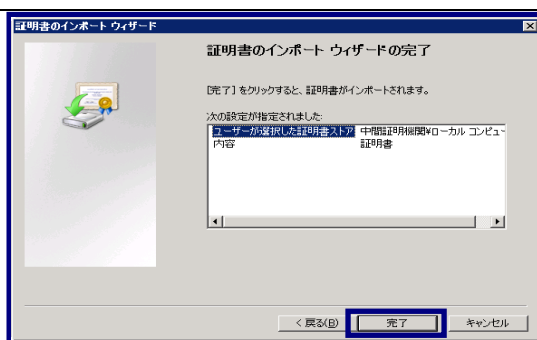 証明書のインポート ウィザード
証明書のインポート ウィザードの完了
[完了] をクリックすると、証明書がインポートされます。
次の設定が指定されました:
ユーザーが選択した証明書ストア 中間証明機関¥ローカル コンピュー
内容 証明書
< 戻る(B) 完了 キャンセル